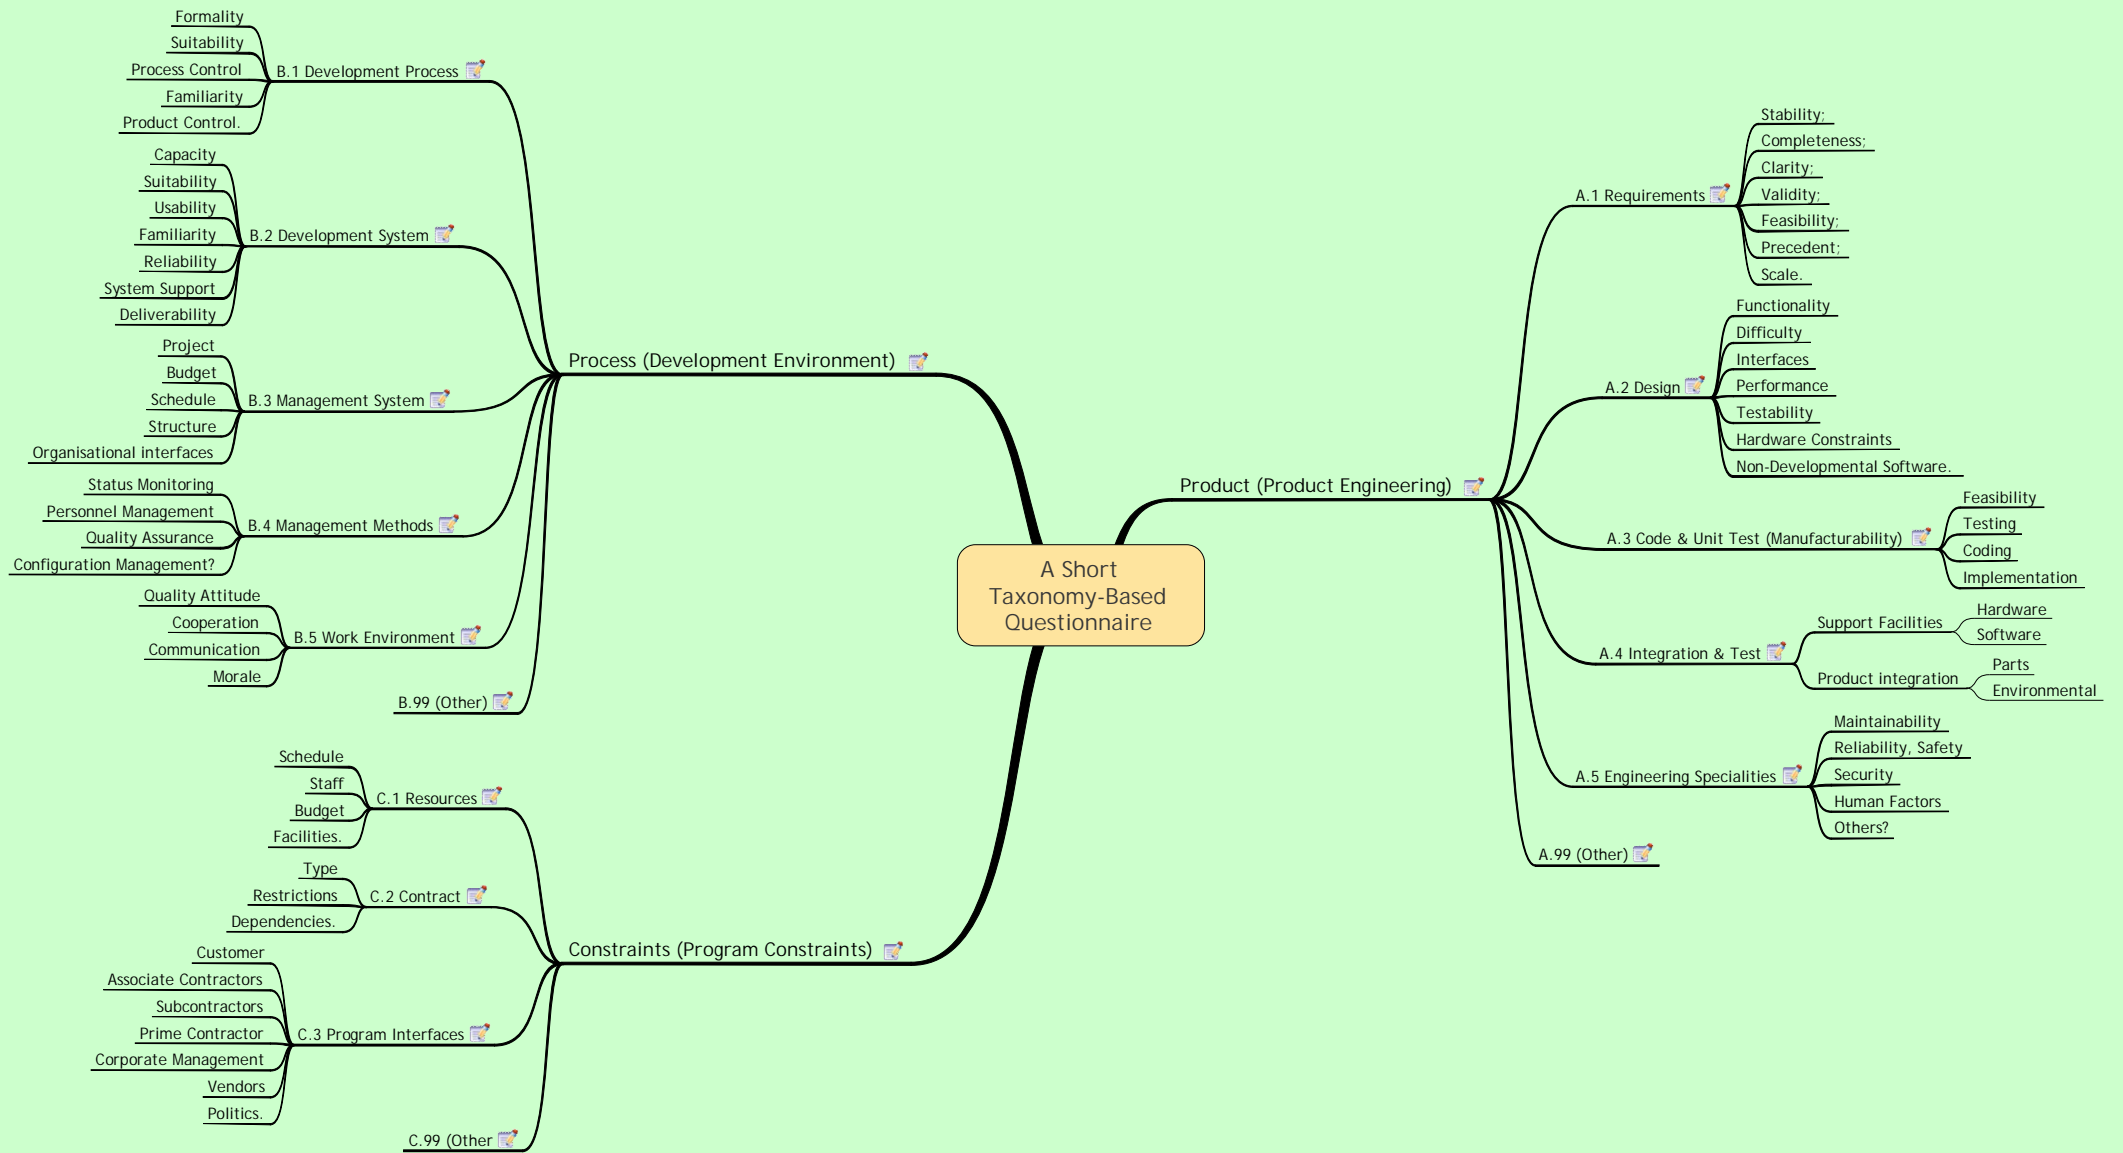 A Short
Taxonomy-Based
Questionnaire
Product (Product Engineering)
A.1 Requirements
Stability;
Completeness;
Clarity;
Validity;
Feasibility;
Precedent;
Scale.
A.2 Design
Functionality
Difficulty
Interfaces
Performance
Testability
Hardware Constraints
Non-Developmental Software.
A.3 Code & Unit Test (Manufacturability)
Feasibility
Testing
Coding
Implementation
A.4 Integration & Test
Support Facilities
Hardware
Software
Product integration
Parts
Environmental
A.5 Engineering Specialities
Maintainability
Reliability, Safety
Security
Human Factors
Others?
A.99 (Other)
Process (Development Environment)
B.1 Development Process
Formality
Suitability
Process Control
Familiarity
Product Control.
B.2 Development System
Capacity
Suitability
Usability
Familiarity
Reliability
System Support
Deliverability
B.3 Management System
Project
Budget
Schedule
Structure
Organisational interfaces
B.4 Management Methods
Status Monitoring
Personnel Management
Quality Assurance
Configuration Management?
B.5 Work Environment
Quality Attitude
Cooperation
Communication
Morale
B.99 (Other)
Constraints (Program Constraints)
C.1 Resources
Schedule
Staff
Budget
Facilities.
C.2 Contract
Type
Restrictions
Dependencies.
C.3 Program Interfaces
Customer
Associate Contractors
Subcontractors
Prime Contractor
Corporate Management
Vendors
Politics.
C.99 (Other